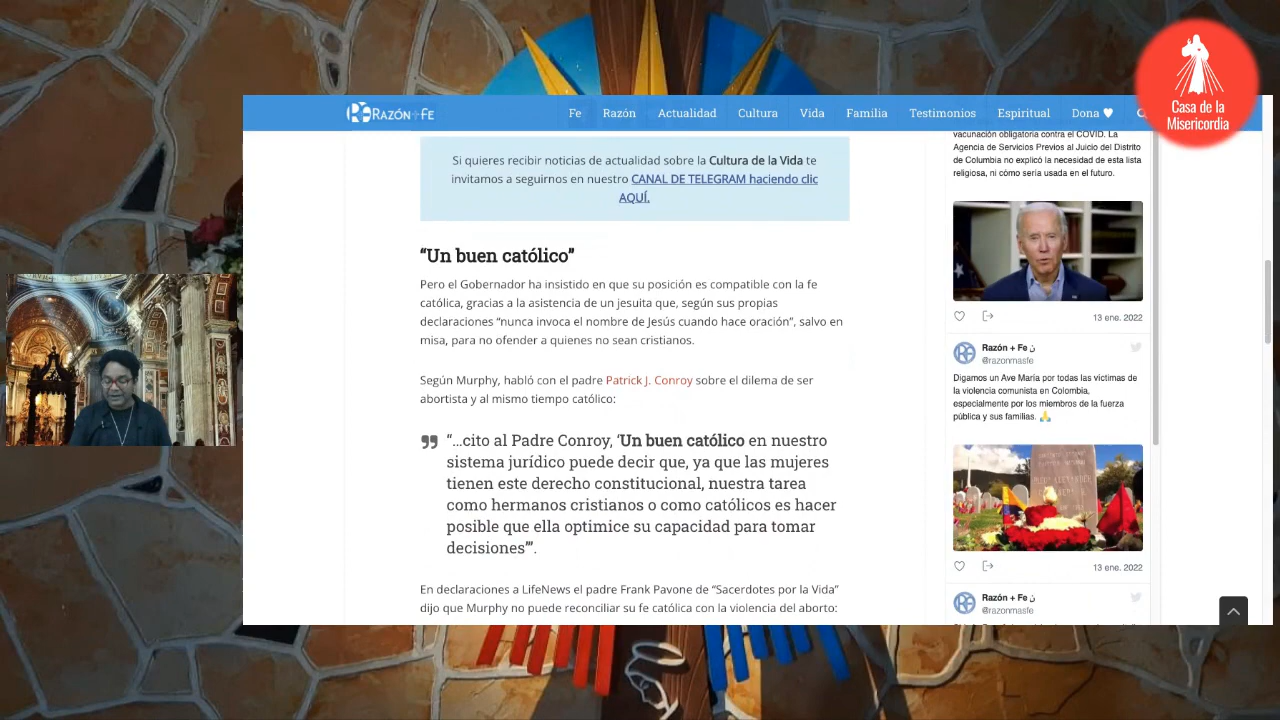 RAZÓN+FE
Fe
Razón
Actualidad
Cultura
Vida
Familia
Testimonios
Espiritual
Dona
Casa de la
Misericordia
Si quieres recibir noticias de actualidad sobre la Cultura de la Vida te
invitamos a seguirnos en nuestro CANAL DE TELEGRAM haciendo clic
AQUÍ.
“Un buen católico”
Pero el Gobernador ha insistido en que su posición es compatible con la fe
católica, gracias a la asistencia de un jesuita que, según sus propias
declaraciones “nunca invoca el nombre de Jesús cuando hace oración”, salvo en
misa, para no ofender a quienes no sean cristianos.
Según Murphy, habló con el padre Patrick J. Conroy sobre el dilema de ser
abortista y al mismo tiempo católico:
“...cito al Padre Conroy, ‘Un buen católico en nuestro
sistema jurídico puede decir que, ya que las mujeres
tienen este derecho constitucional, nuestra tarea
como hermanos cristianos o como católicos es hacer
posible que ella optimice su capacidad para tomar
decisiones’”.
En declaraciones a LifeNews el padre Frank Pavone de “Sacerdotes por la Vida”
dijo que Murphy no puede reconciliar su fe católica con la violencia del aborto:
vacunación obligatoria contra el COVID. La
Agencia de Servicios Previos al Juicio del Distrito
de Columbia no explicó la necesidad de esta lista
religiosa, ni cómo sería usada en el futuro.
13 ene. 2022
Razón + Fe ن
@razonmasfe
Digamos un Ave María por todas las víctimas de
la violencia comunista en Colombia,
especialmente por los miembros de la fuerza
pública y sus familias. 🙏
13 ene. 2022
Razón + Fe ن
@razonmasfe